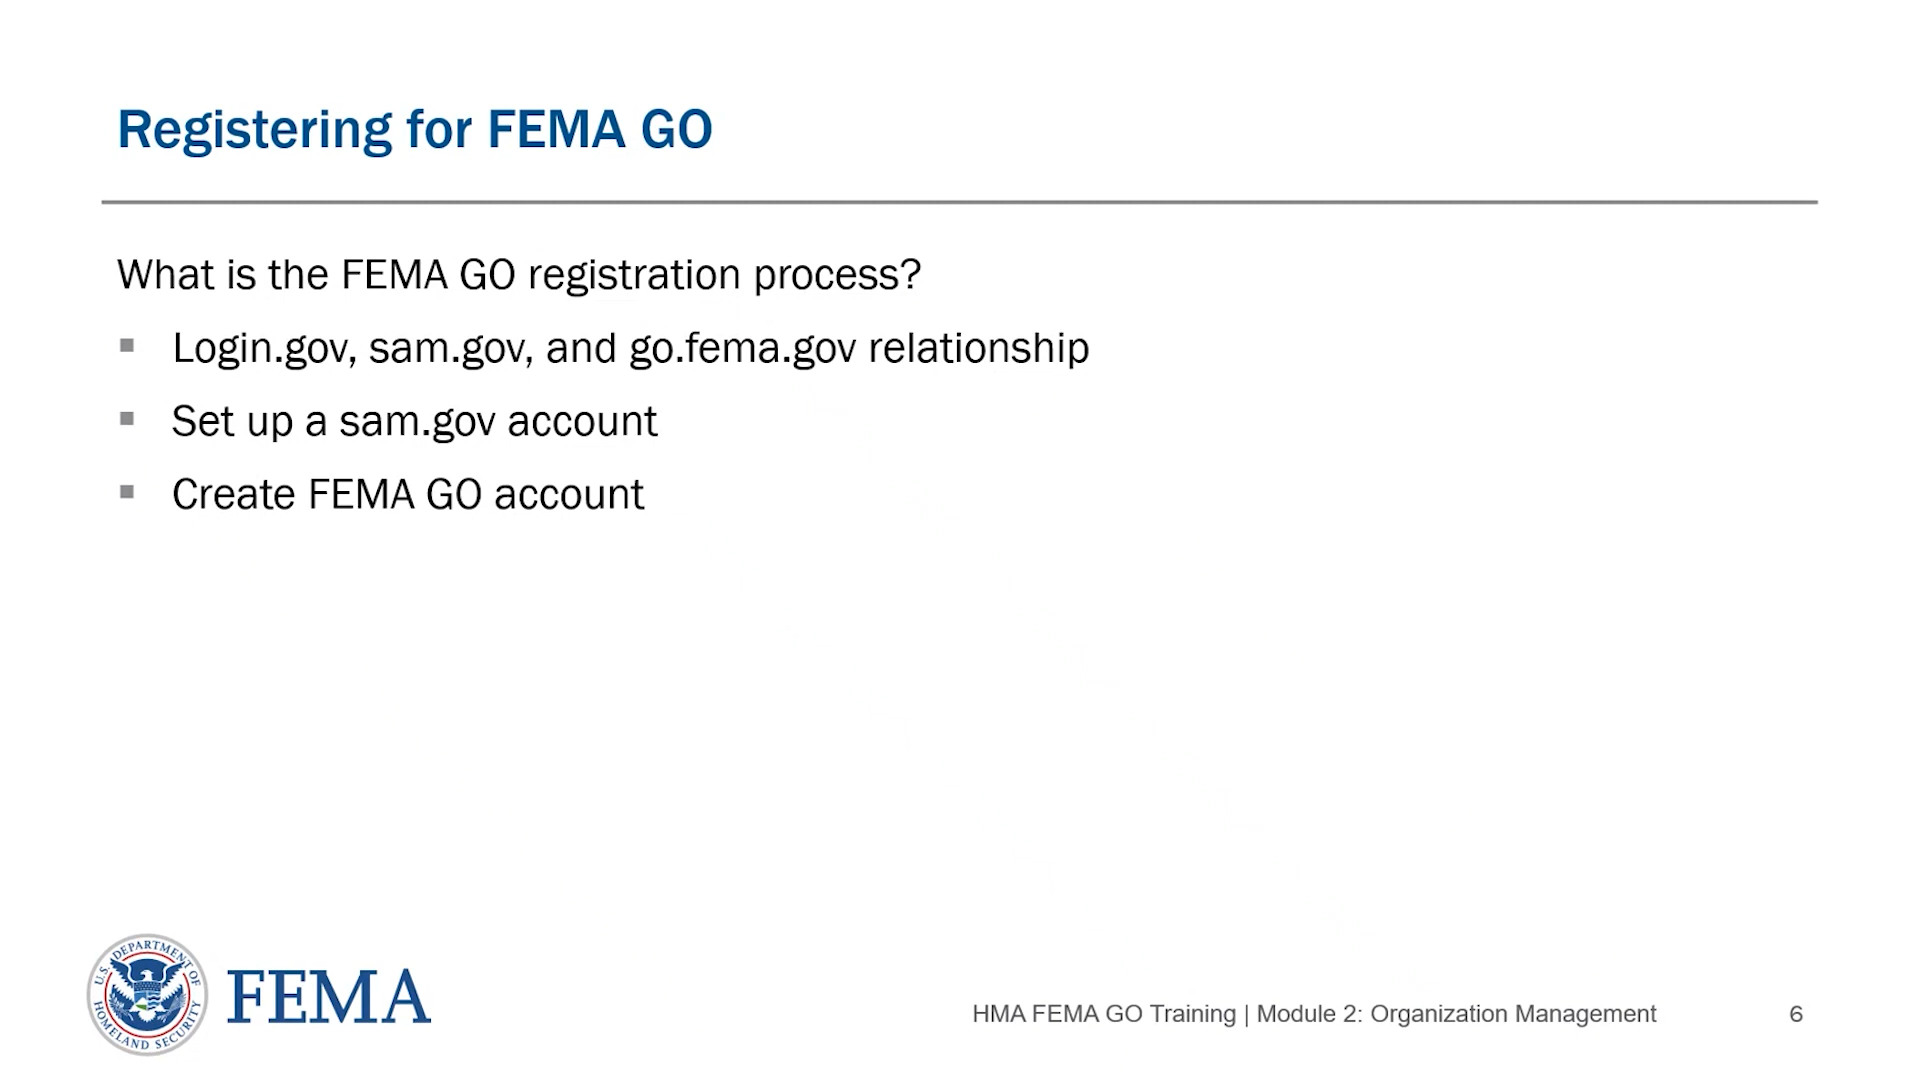 Registering for FEMA GO
What is the FEMA GO registration process?
Login.gov, sam.gov, and go.fema.gov relationship
Set up a sam.gov account
Create FEMA GO account
U.S. DEPARTMENT OF
HOMELAND SECURITY
FEMA
HMA FEMA GO Training | Module 2: Organization Management
6